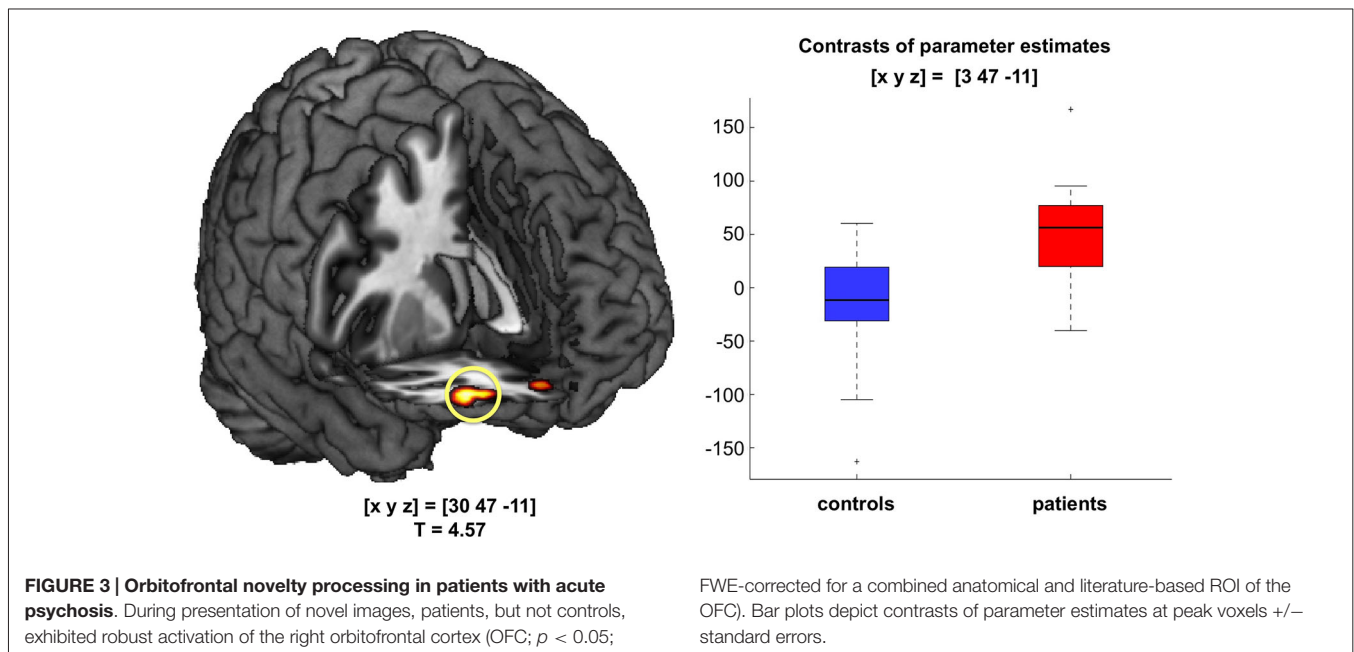 Contrasts of parameter estimates
[x y z] = [3 47 -11]
150
100
50
0
-50
-100
-150
controls
patients
[x y z] = [30 47 -11]
T = 4.57
FIGURE 3 | Orbitofrontal novelty processing in patients with acute
psychosis. During presentation of novel images, patients, but not controls,
exhibited robust activation of the right orbitofrontal cortex (OFC; p < 0.05;
FWE-corrected for a combined anatomical and literature-based ROI of the
OFC). Bar plots depict contrasts of parameter estimates at peak voxels +/−
standard errors.